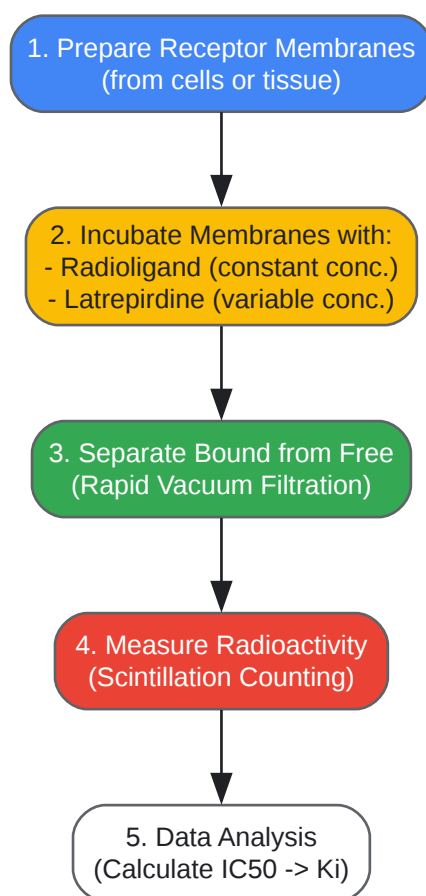 1. Prepare Receptor Membranes
(from cells or tissue)
2. Incubate Membranes with:
- Radioligand (constant conc.)
- Latrepirdine (variable conc.)
3. Separate Bound from Free
(Rapid Vacuum Filtration)
4. Measure Radioactivity
(Scintillation Counting)
5. Data Analysis
(Calculate IC50 -> Ki)